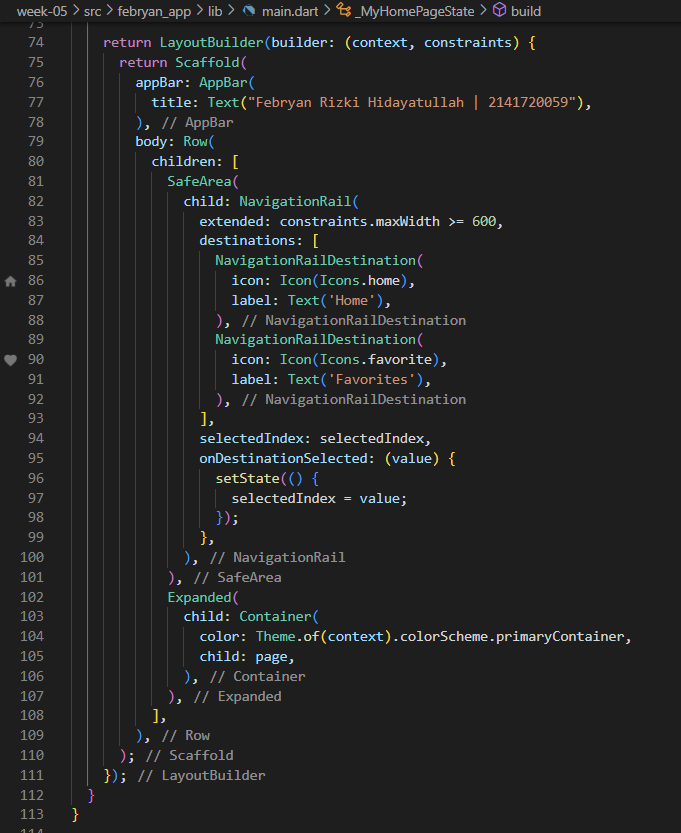 week-05 > src > febryan_app > lib > main.dart > _MyHomePageState > build
73
74 return LayoutBuilder(builder: (context, constraints) {
75 return Scaffold(
76 appBar: AppBar(
77 title: Text("Febryan Rizki Hidayatullah | 2141720059"),
78 ), // AppBar
79 body: Row(
80 children: [
81 SafeArea(
82 child: NavigationRail(
83 extended: constraints.maxWidth >= 600,
84 destinations: [
85 NavigationRailDestination(
86 icon: Icon(Icons.home),
87 label: Text('Home'),
88 ), // NavigationRailDestination
89 NavigationRailDestination(
90 icon: Icon(Icons.favorite),
91 label: Text('Favorites'),
92 ), // NavigationRailDestination
93 ],
94 selectedIndex: selectedIndex,
95 onDestinationSelected: (value) {
96 setState(() {
97 selectedIndex = value;
98 });
99 },
100 ), // NavigationRail
101 ), // SafeArea
102 Expanded(
103 child: Container(
104 color: Theme.of(context).colorScheme.primaryContainer,
105 child: page,
106 ), // Container
107 ), // Expanded
108 ],
109 ), // Row
110 ); // Scaffold
111 }); // LayoutBuilder
112 }
113 }
114